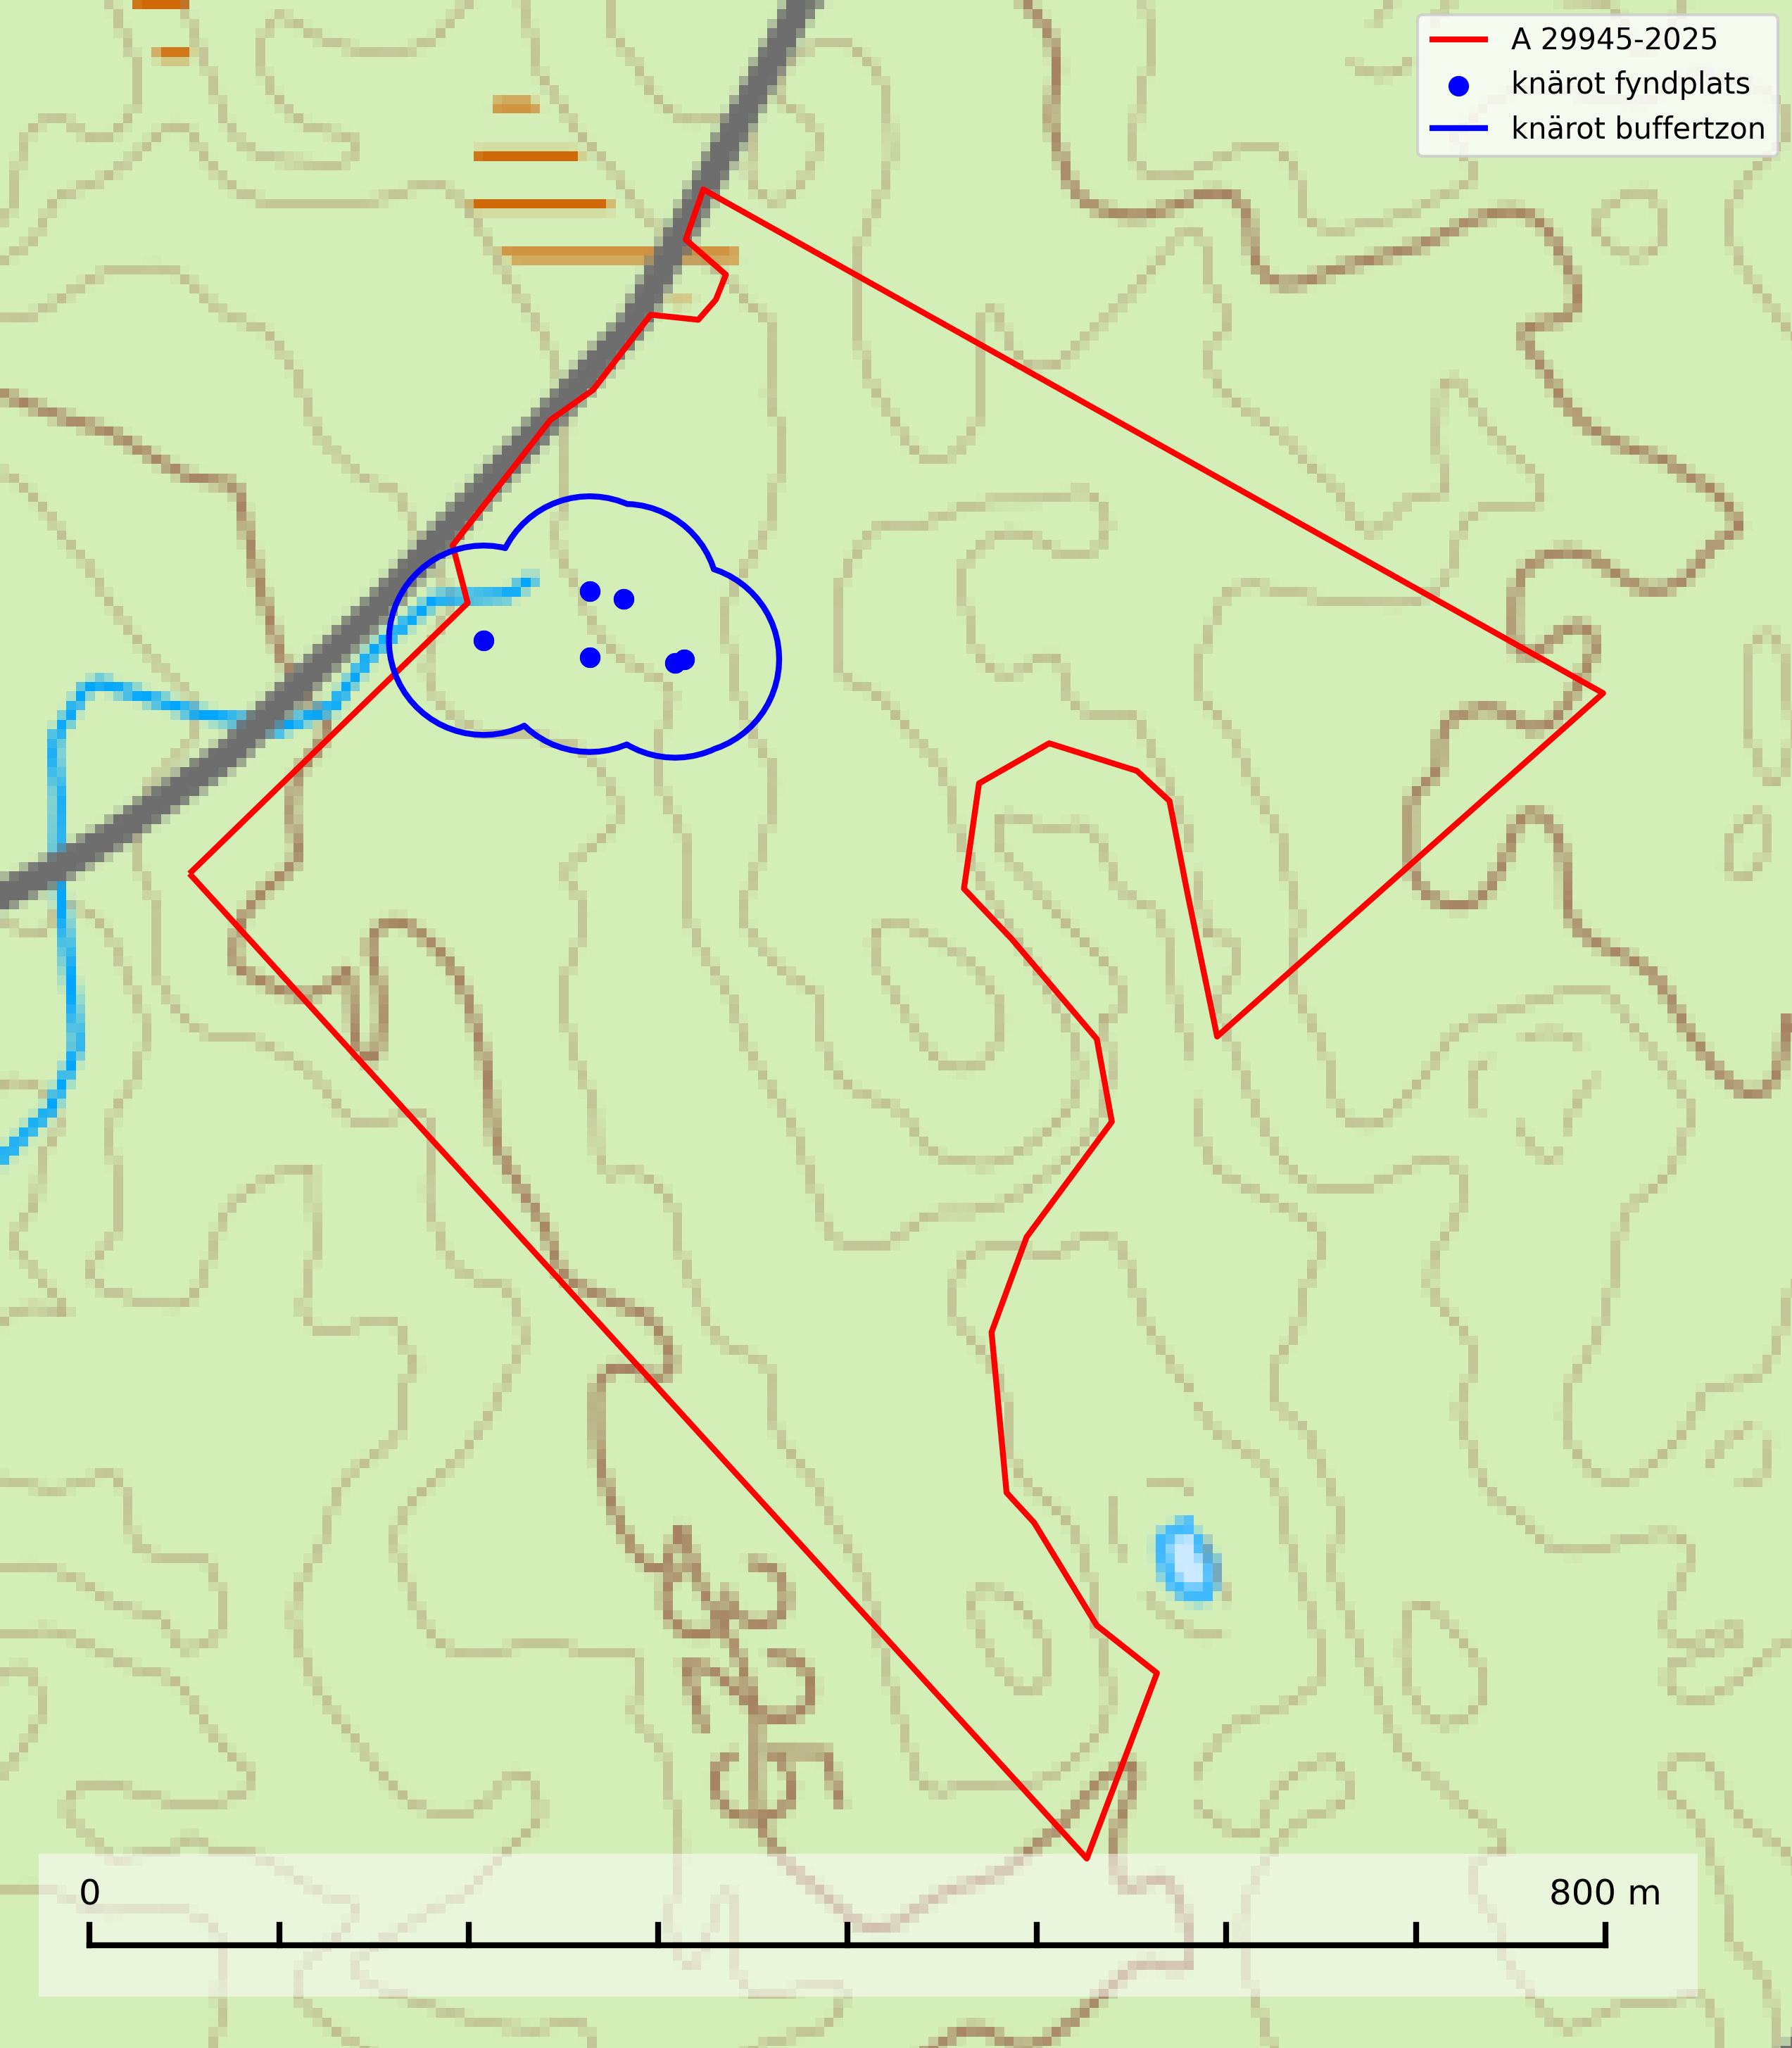 A 29945-2025
knärot fyndplats
knärot buffertzon
0
800 m